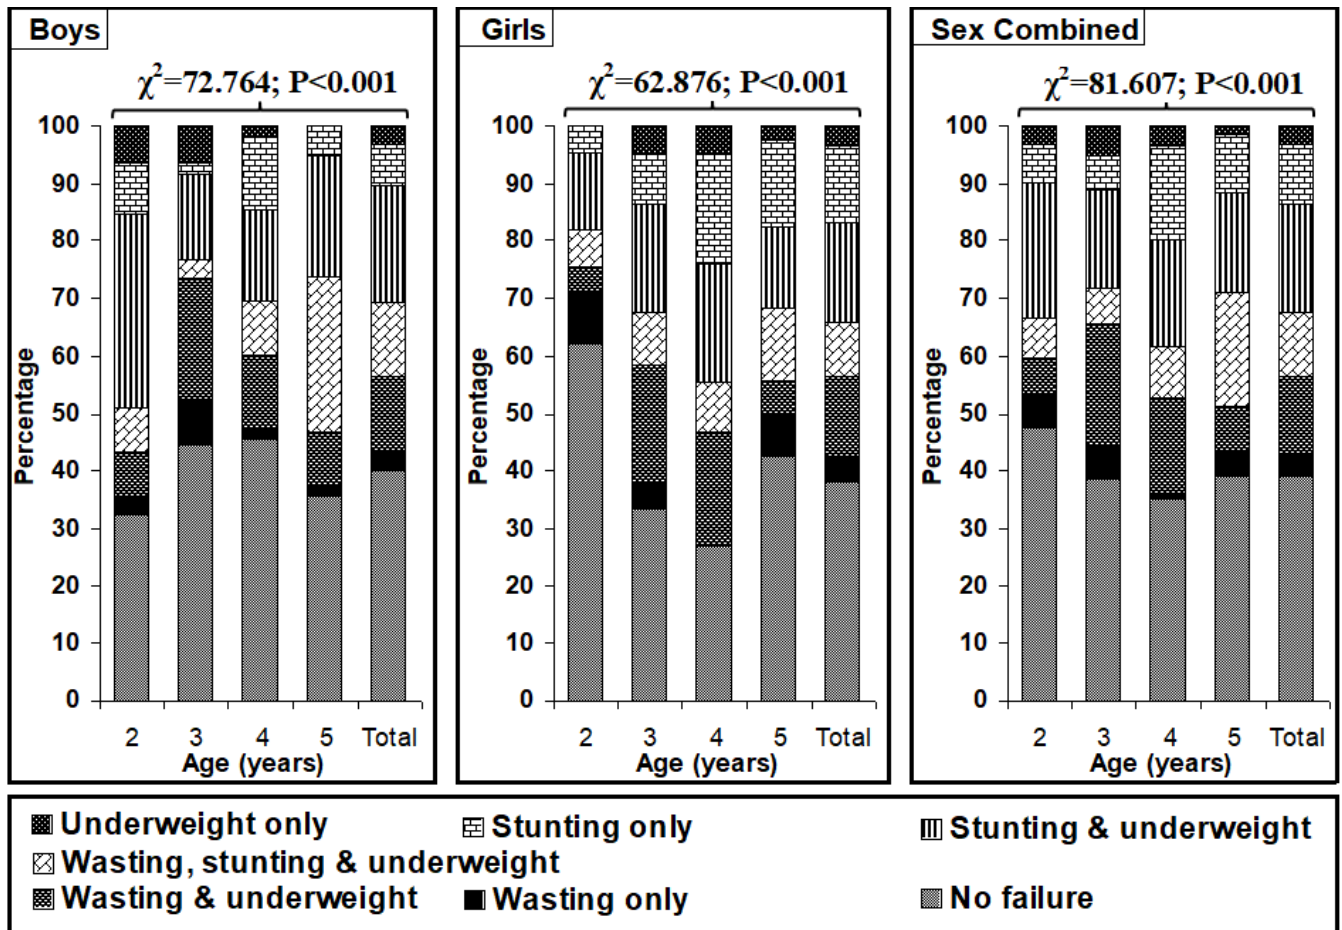 Boys
χ²=72.764; P<0.001
100
90
80
70
60
50
40
30
20
10
0
Percentage
2 3 4 5 Total
Age (years)
Girls
χ²=62.876; P<0.001
100
90
80
70
60
50
40
30
20
10
0
Percentage
2 3 4 5 Total
Age (years)
Sex Combined
χ²=81.607; P<0.001
100
90
80
70
60
50
40
30
20
10
0
Percentage
2 3 4 5 Total
Age (years)
Underweight only Stunting only Stunting & underweight
Wasting, stunting & underweight
Wasting & underweight Wasting only No failure